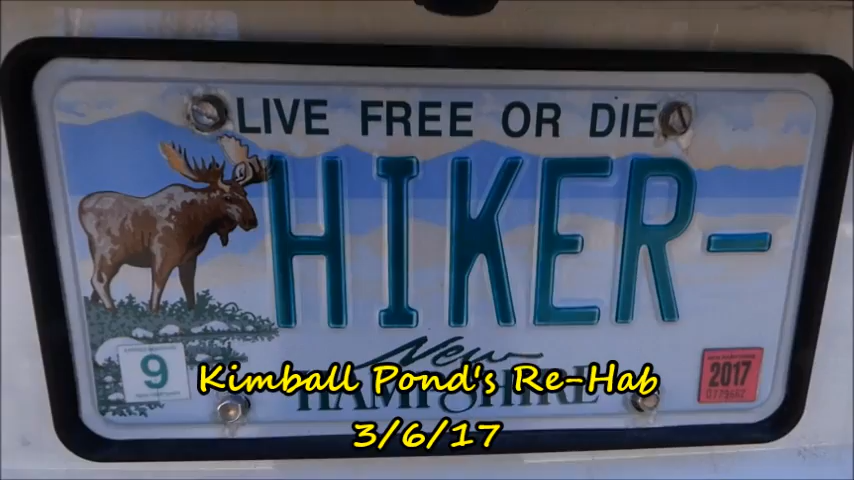 LIVE FREE OR DIE
HIKER-
9
New
HAMPSHIRE
2017
Kimball Pond's Re-Hab
3/6/17